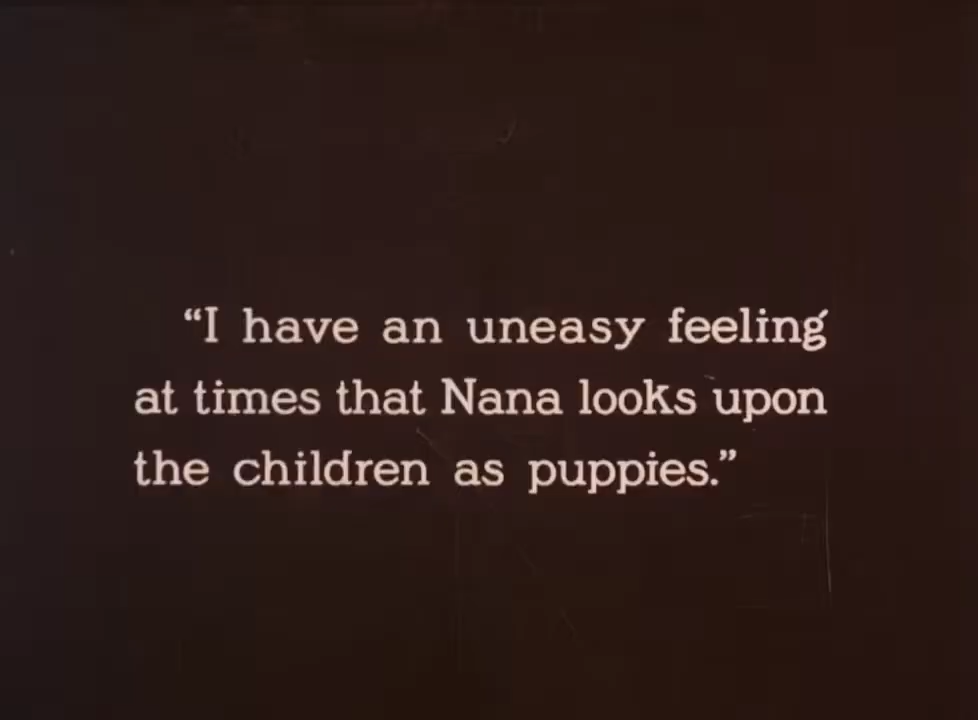 “I have an uneasy feeling
at times that Nana looks upon
the children as puppies.”